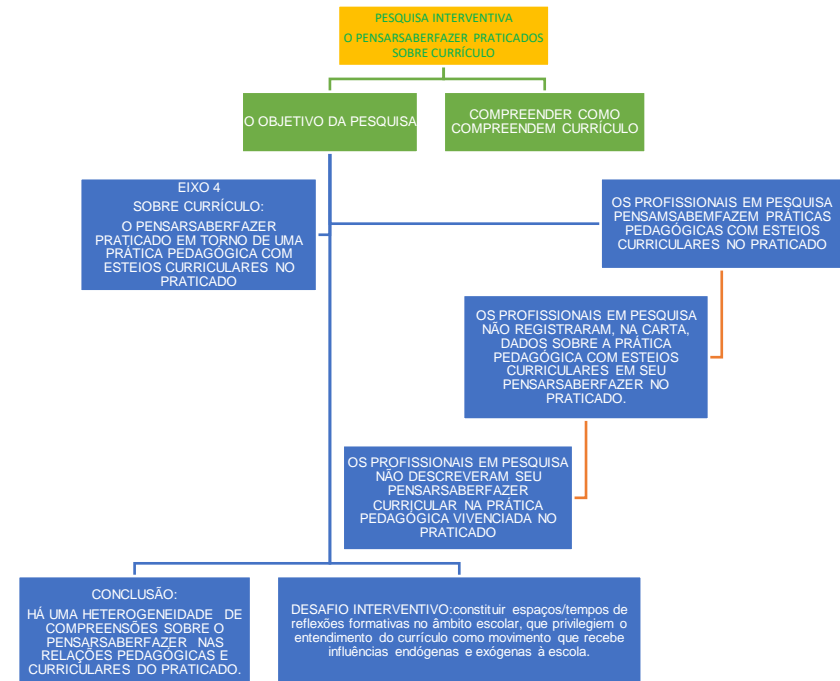 PESQUISA INTERVENTIVA
O PENSARSABERFAZER PRATICADOS
SOBRE CURRÍCULO
O OBJETIVO DA PESQUISA
COMPREENDER COMO
COMPREENDEM CURRÍCULO
EIXO 4
SOBRE CURRÍCULO:
O PENSARSABERFAZER
PRATICADO EM TORNO DE UMA
PRÁTICA PEDAGÓGICA COM
ESTEIOS CURRICULARES NO
PRATICADO
OS PROFISSIONAIS EM PESQUISA
PENSAMSABEMFAZEM PRÁTICAS
PEDAGÓGICAS COM ESTEIOS
CURRICULARES NO PRATICADO
OS PROFISSIONAIS EM PESQUISA
NÃO REGISTRARAM, NA CARTA,
DADOS SOBRE A PRÁTICA
PEDAGÓGICA COM ESTEIOS
CURRICULARES EM SEU
PENSARSABERFAZER NO
PRATICADO.
OS PROFISSIONAIS EM PESQUISA
NÃO DESCREVERAM SEU
PENSARSABERFAZER
CURRICULAR NA PRÁTICA
PEDAGÓGICA VIVENCIADA NO
PRATICADO
CONCLUSÃO:
HÁ UMA HETEROGENEIDADE DE
COMPREENSÕES SOBRE O
PENSARSABERFAZER NAS
RELAÇÕES PEDAGÓGICAS E
CURRICULARES DO PRATICADO.
DESAFIO INTERVENTIVO:constituir espaços/tempos de
reflexões formativas no âmbito escolar, que privilegiem o
entendimento do currículo como movimento que recebe
influências endógenas e exógenas à escola.